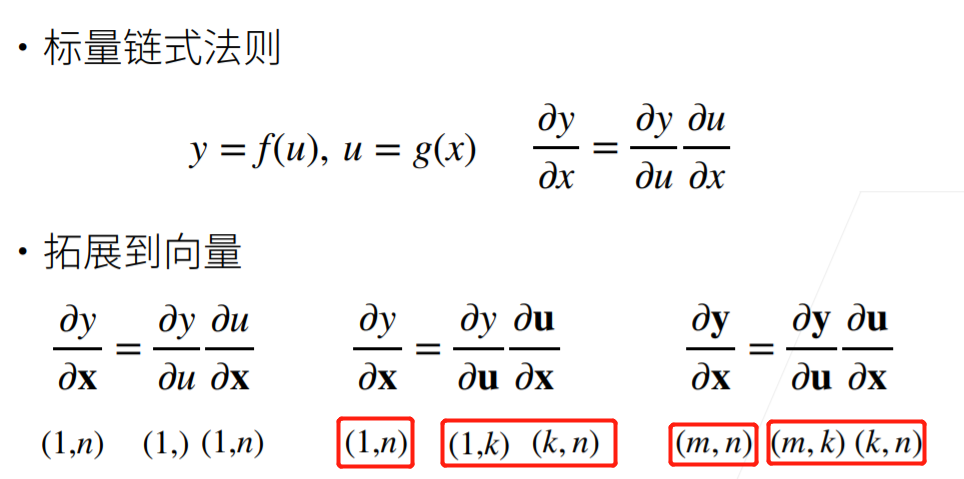 • 标量链式法则
y = f(u), u = g(x) ∂y/∂x = ∂y/∂u ∂u/∂x
• 拓展到向量
∂y/∂𝐱 = ∂y/∂u ∂u/∂𝐱 ∂y/∂𝐱 = ∂y/∂𝐮 ∂𝐮/∂𝐱 ∂𝐲/∂𝐱 = ∂𝐲/∂𝐮 ∂𝐮/∂𝐱
(1,n) (1,) (1,n) (1,n) (1,k) (k, n) (m, n) (m, k) (k, n)